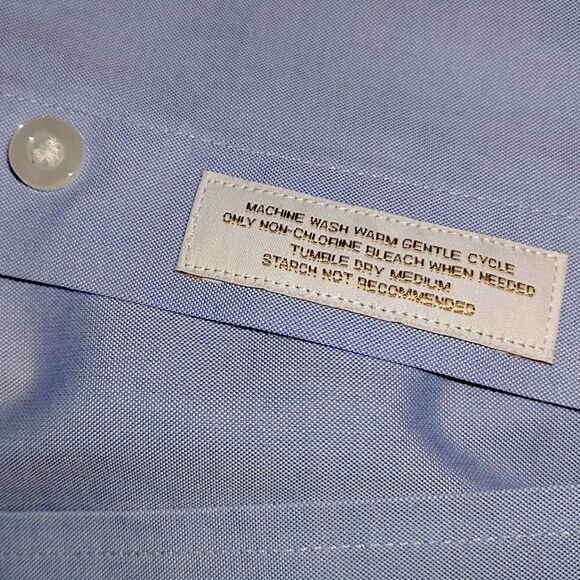 MACHINE WASH WARM GENTLE CYCLE
ONLY NON-CHLORINE BLEACH WHEN NEEDED
TUMBLE DRY MEDIUM
STARCH NOT RECOMMENDED